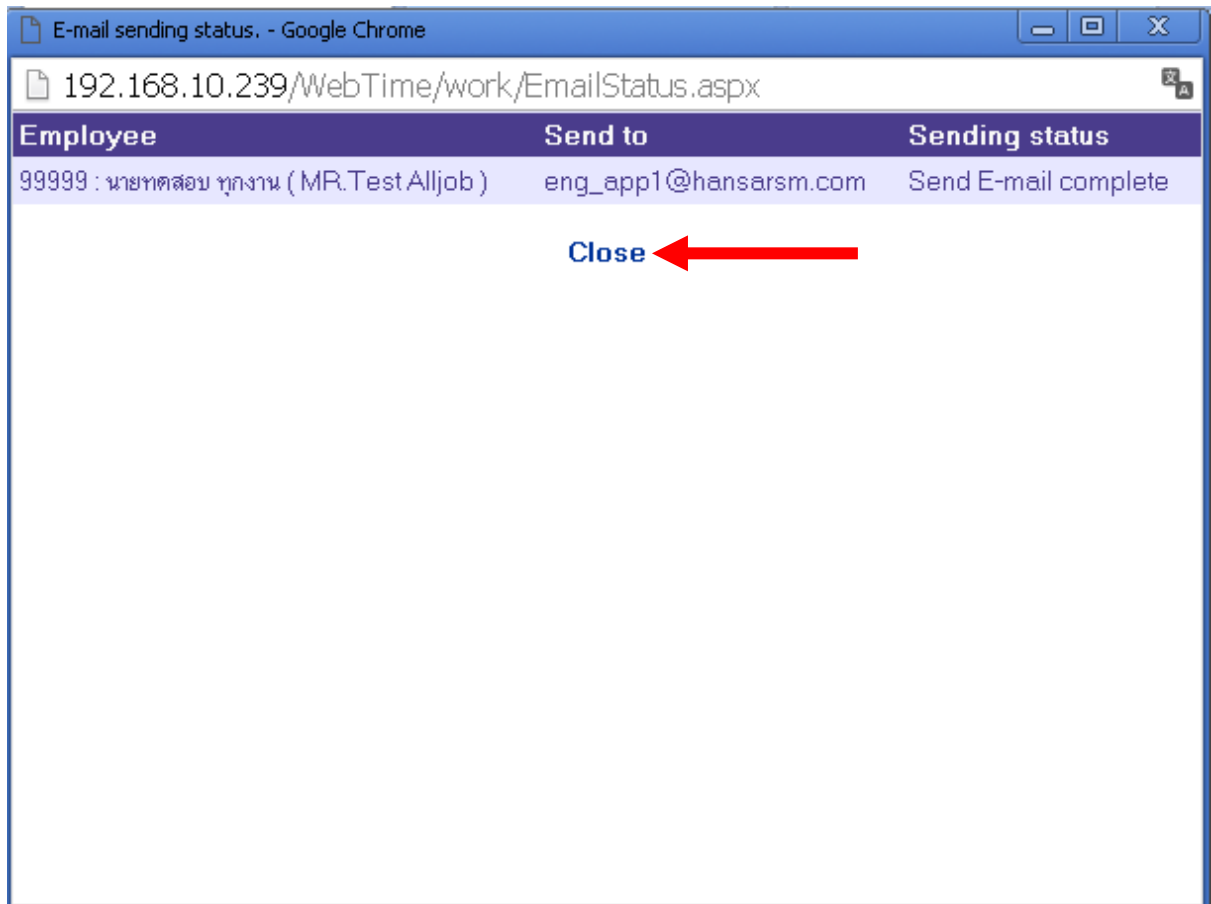 E-mail sending status. - Google Chrome
192.168.10.239/WebTime/work/EmailStatus.aspx
Employee Send to Sending status
99999 : นายทดสอบ ทุกงาน ( MR.Test Alljob ) eng_app1@hansarsm.com Send E-mail complete
Close